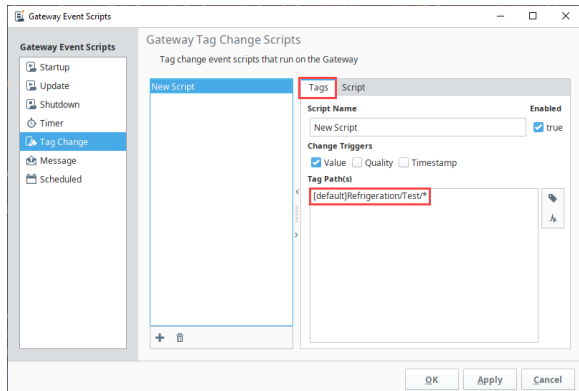 Gateway Event Scripts
Gateway Event Scripts
Startup
Update
Shutdown
Timer
Tag Change
Message
Scheduled
Gateway Tag Change Scripts
Tag change event scripts that run on the Gateway
New Script
Tags Script
Script Name Enabled
New Script true
Change Triggers
Value Quality Timestamp
Tag Path(s)
[default]Refrigeration/Test/*
OK Apply Cancel